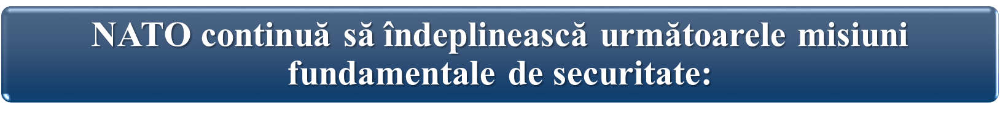 NATO continuă să îndeplinească următoarele misiuni
fundamentale de securitate: